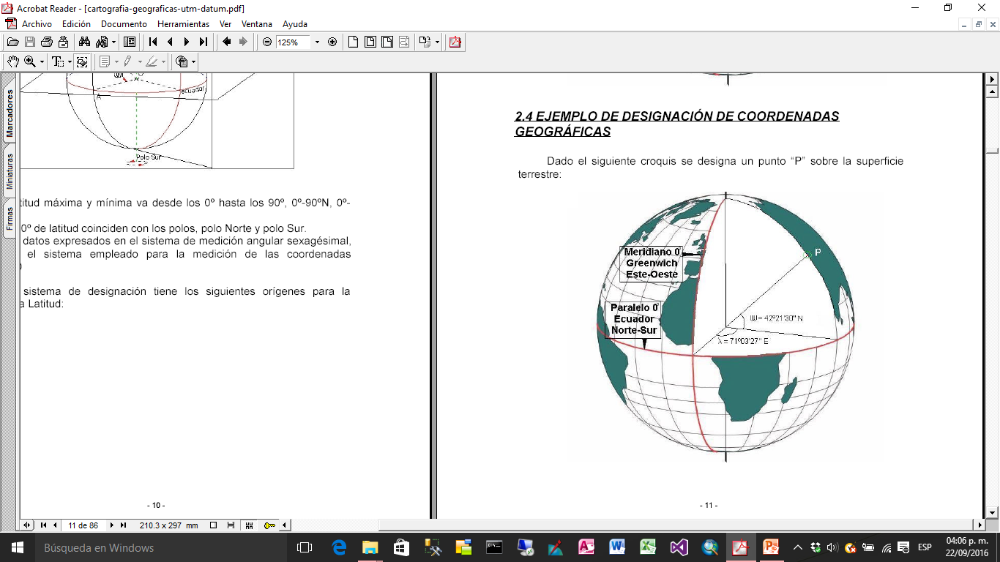 Acrobat Reader - [cartografia-geograficas-utm-datum.pdf]
Archivo Edición Documento Herramientas Ver Ventana Ayuda
125%
Marcadores
Miniaturas
Firmas
A
ecuador
Polo Sur
titud máxima y mínima va desde los 0º hasta los 90º, 0º-90ºN, 0º-
0º de latitud coinciden con los polos, polo Norte y polo Sur.
datos expresados en el sistema de medición angular sexagésimal,
el sistema empleado para la medición de las coordenadas
)
sistema de designación tiene los siguientes orígenes para la
a Latitud:
- 10 -
2.4 EJEMPLO DE DESIGNACIÓN DE COORDENADAS
GEOGRÁFICAS
Dado el siguiente croquis se designa un punto “P” sobre la superficie
terrestre:
Meridiano 0
Greenwich
Este-Oeste
P
Paralelo 0
Ecuador
Norte-Sur
ω = 42º21'30" N
λ = 71º03'27" E
- 11 -
11 de 86
210.3 x 297 mm
Búsqueda en Windows
ESP
04:06 p. m.
22/09/2016